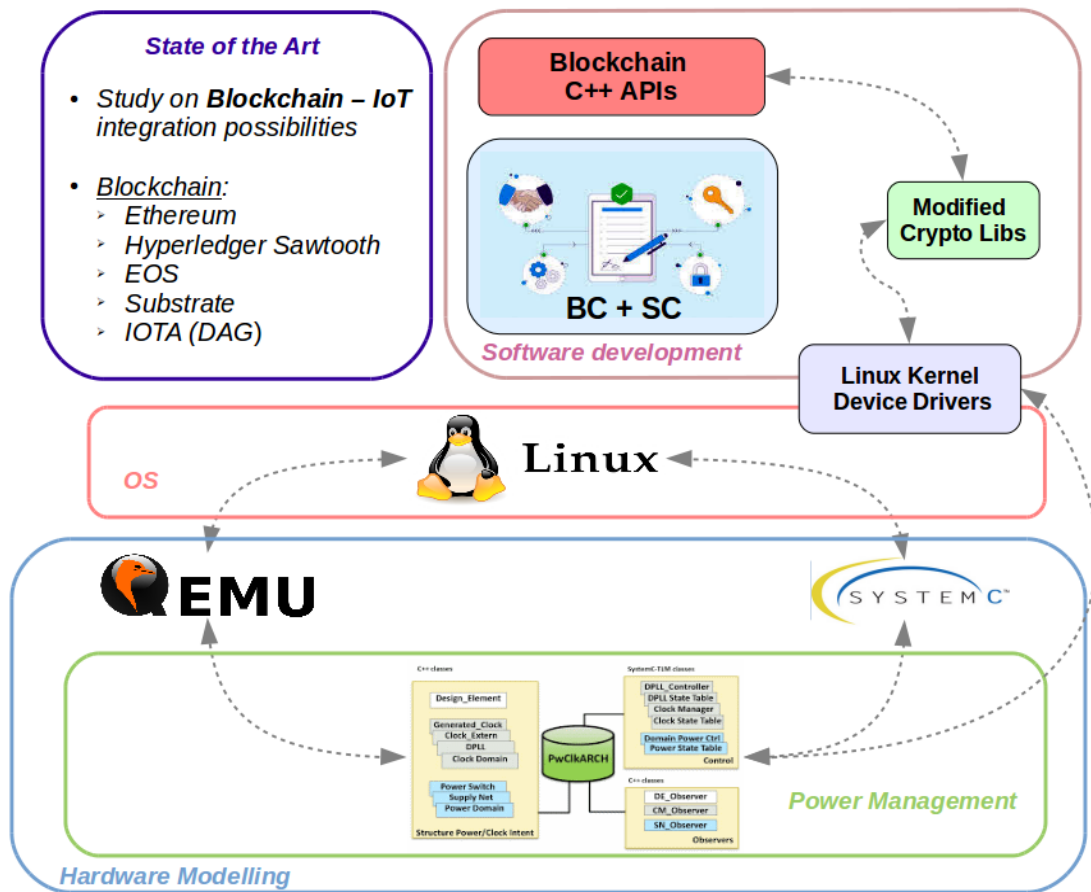 State of the Art
• Study on Blockchain – IoT
integration possibilities
• Blockchain:
➢ Ethereum
➢ Hyperledger Sawtooth
➢ EOS
➢ Substrate
➢ IOTA (DAG)
Blockchain
C++ APIs
Modified
Crypto Libs
BC + SC
Software development
Linux Kernel
Device Drivers
OS
Linux
QEMU
SYSTEM C™
C++ classes
Design_Element
Generated_Clock
Clock_Extern
DPLL
Clock Domain
Power Switch
Supply Net
Power Domain
Structure Power/Clock Intent
PwClkARCH
SystemC-TLM classes
DPLL_Controller
DPLL State Table
Clock Manager
Clock State Table
Domain Power Ctrl
Power State Table
Control
C++ classes
DE_Observer
CM_Observer
SN_Observer
Observers
Power Management
Hardware Modelling